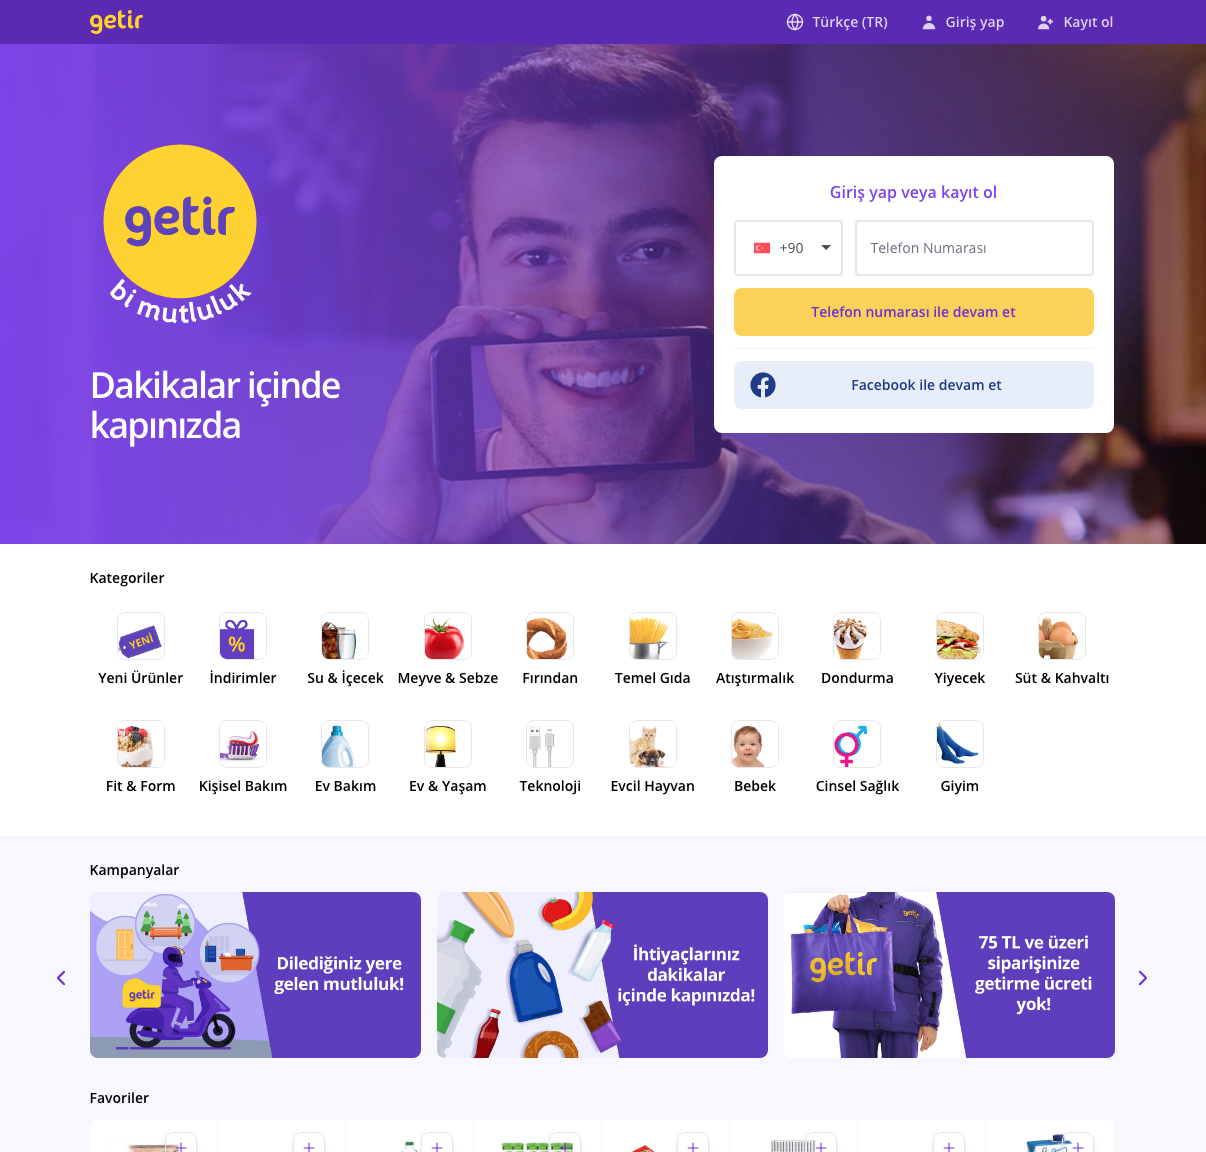 getir
Türkçe (TR)
Giriş yap
Kayıt ol
getir
bi mutluluk
Dakikalar içinde
kapınızda
Giriş yap veya kayıt ol
+90
Telefon Numarası
Telefon numarası ile devam et
Facebook ile devam et
Kategoriler
YENİ
%
Yeni Ürünler
İndirimler
Su & İçecek
Meyve & Sebze
Fırından
Temel Gıda
Atıştırmalık
Dondurma
Yiyecek
Süt & Kahvaltı
Fit & Form
Kişisel Bakım
Ev Bakım
Ev & Yaşam
Teknoloji
Evcil Hayvan
Bebek
Cinsel Sağlık
Giyim
Kampanyalar
getir
Dilediğiniz yere
gelen mutluluk!
İhtiyaçlarınız
dakikalar
içinde kapınızda!
getir
getir
75 TL ve üzeri
siparişinize
getirme ücreti
yok!
Favoriler